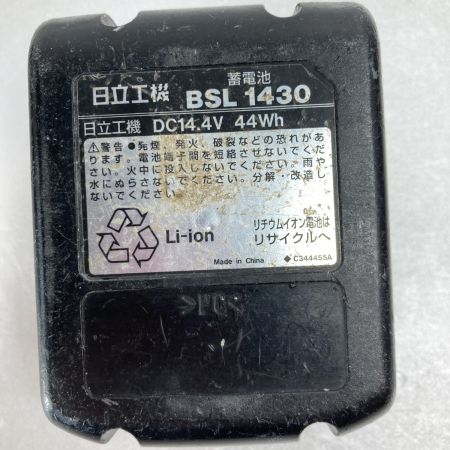 蓄電池
日立工機 BSL 1430
日立工機 DC14.4V 44Wh
⚠警告 ●発煙、発火、破裂などの恐れがあ
ります。電池端子間を短絡させないでくだ
さい。火中に投入しないでください。雨や
水にぬらさないでください。分解・改造し
ないでください。
Li-ion
リチウムイオン電池は
リサイクルへ
Made in China
◆C344455A